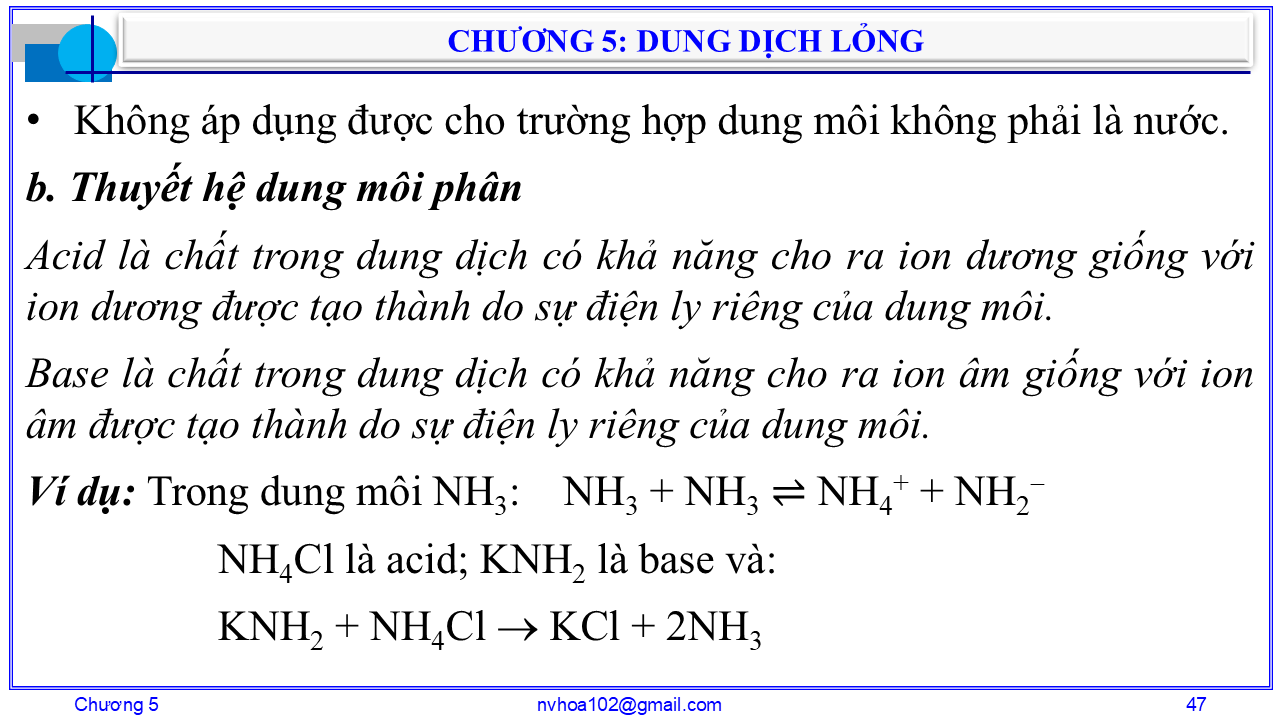 CHƯƠNG 5: DUNG DỊCH LỎNG
• Không áp dụng được cho trường hợp dung môi không phải là nước.
b. Thuyết hệ dung môi phân
Acid là chất trong dung dịch có khả năng cho ra ion dương giống với
ion dương được tạo thành do sự điện ly riêng của dung môi.
Base là chất trong dung dịch có khả năng cho ra ion âm giống với ion
âm được tạo thành do sự điện ly riêng của dung môi.
Ví dụ: Trong dung môi NH₃: NH₃ + NH₃ ⇌ NH₄⁺ + NH₂⁻
NH₄Cl là acid; KNH₂ là base và:
KNH₂ + NH₄Cl → KCl + 2NH₃
Chương 5 nvhoa102@gmail.com 47